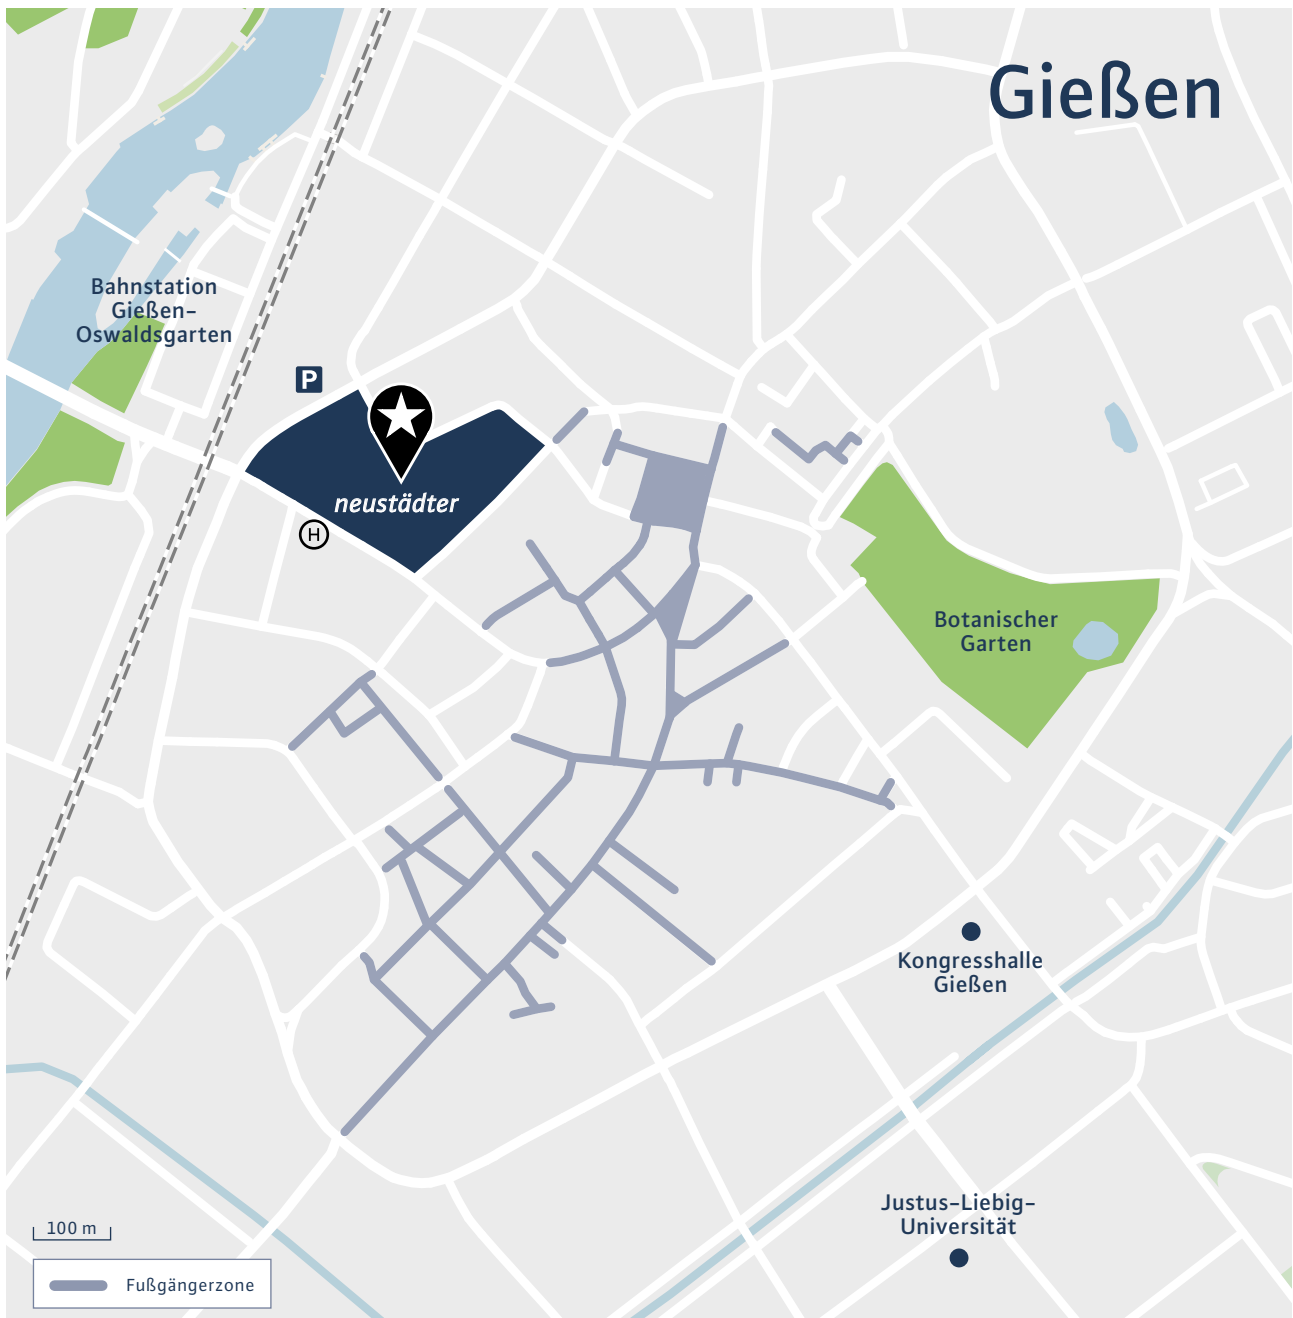 Gießen
Bahnstation
Gießen-
Oswaldsgarten
P
neustädter
H
Botanischer
Garten
Kongresshalle
Gießen
Justus-Liebig-
Universität
100 m
Fußgängerzone